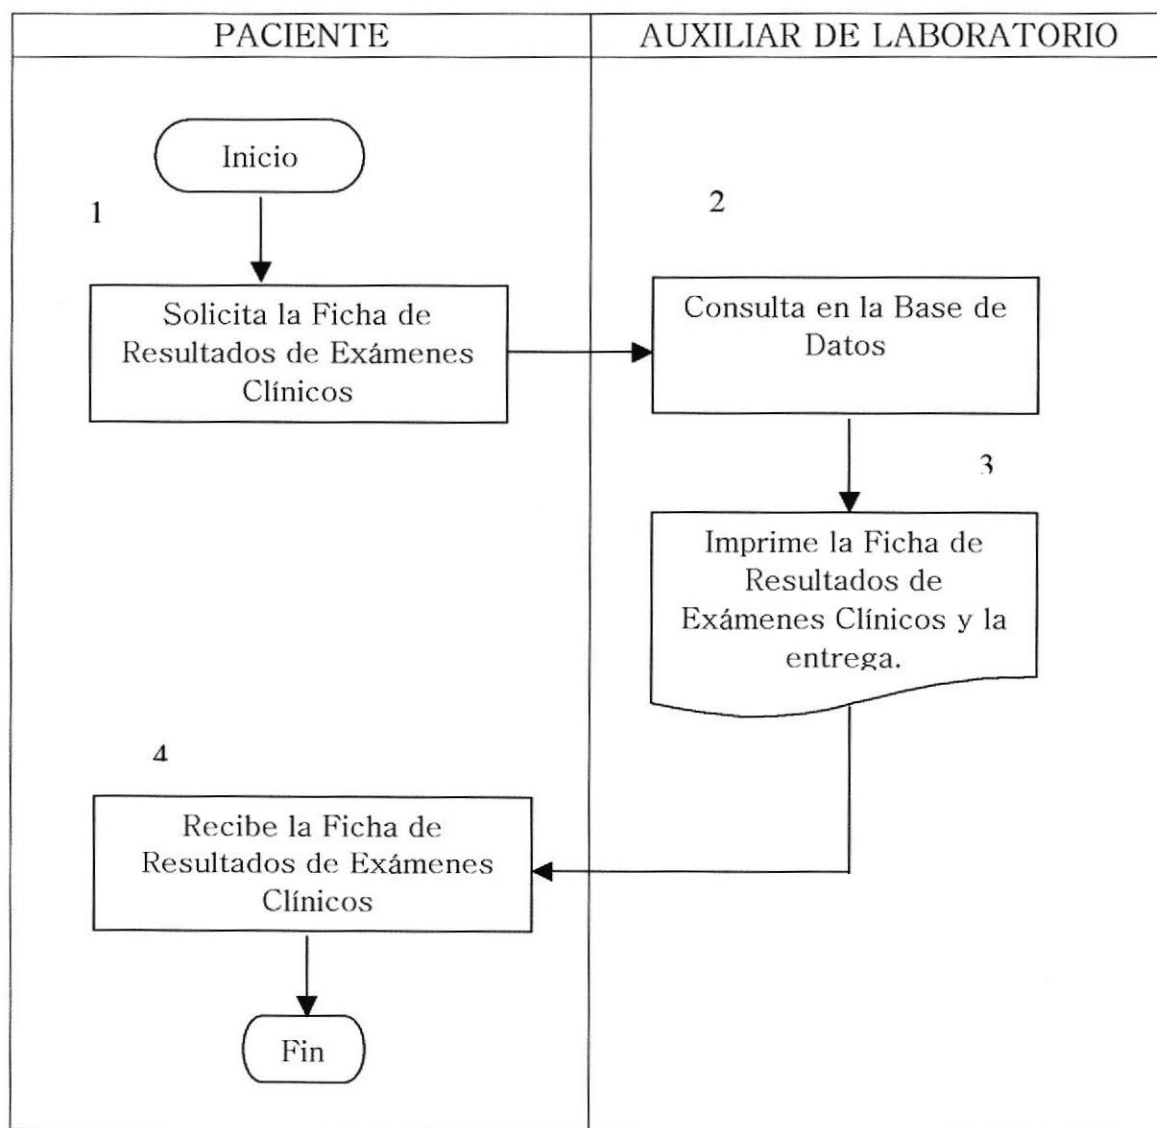 PACIENTE
AUXILIAR DE LABORATORIO
Inicio
1
Solicita la Ficha de
Resultados de Exámenes
Clínicos
2
Consulta en la Base de
Datos
3
Imprime la Ficha de
Resultados de
Exámenes Clínicos y la
entrega.
4
Recibe la Ficha de
Resultados de Exámenes
Clínicos
Fin